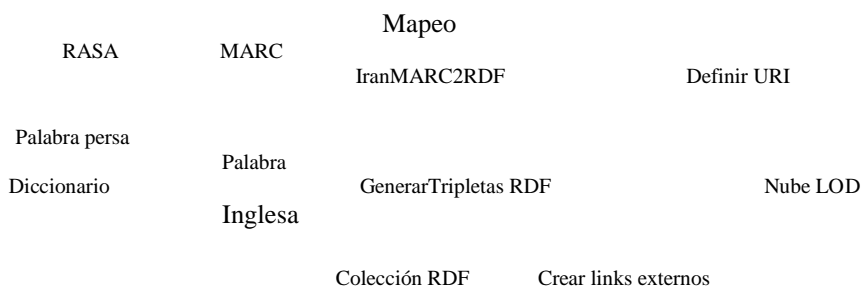 Mapeo
RASA MARC
IranMARC2RDF Definir URI
Palabra persa
Palabra
Diccionario GenerarTripletas RDF Nube LOD
Inglesa
Colección RDF Crear links externos